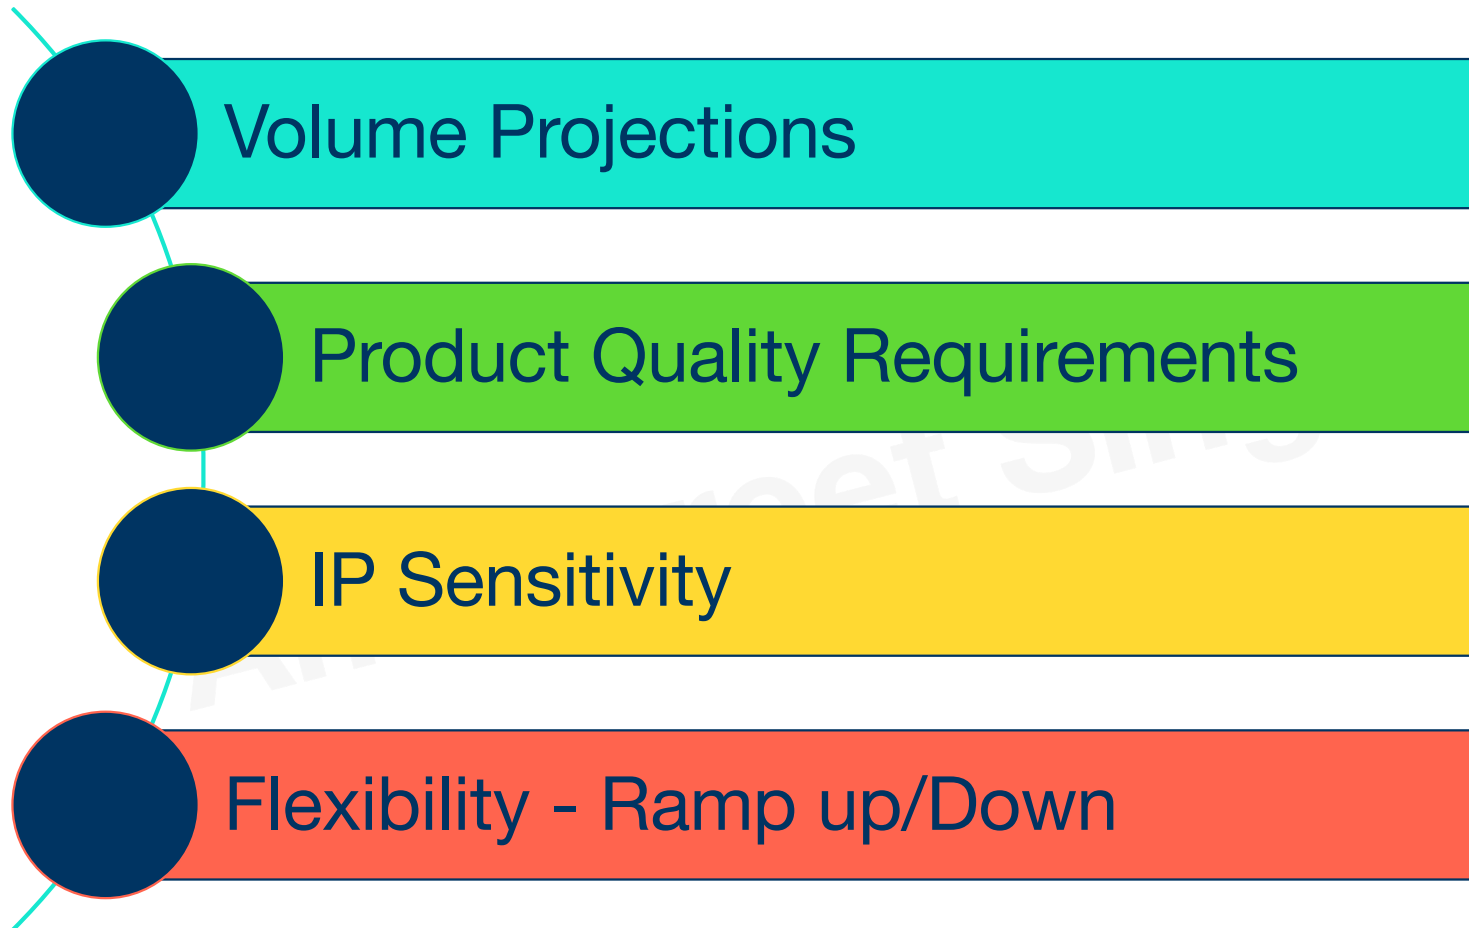 Volume Projections
Product Quality Requirements
IP Sensitivity
Flexibility - Ramp up/Down